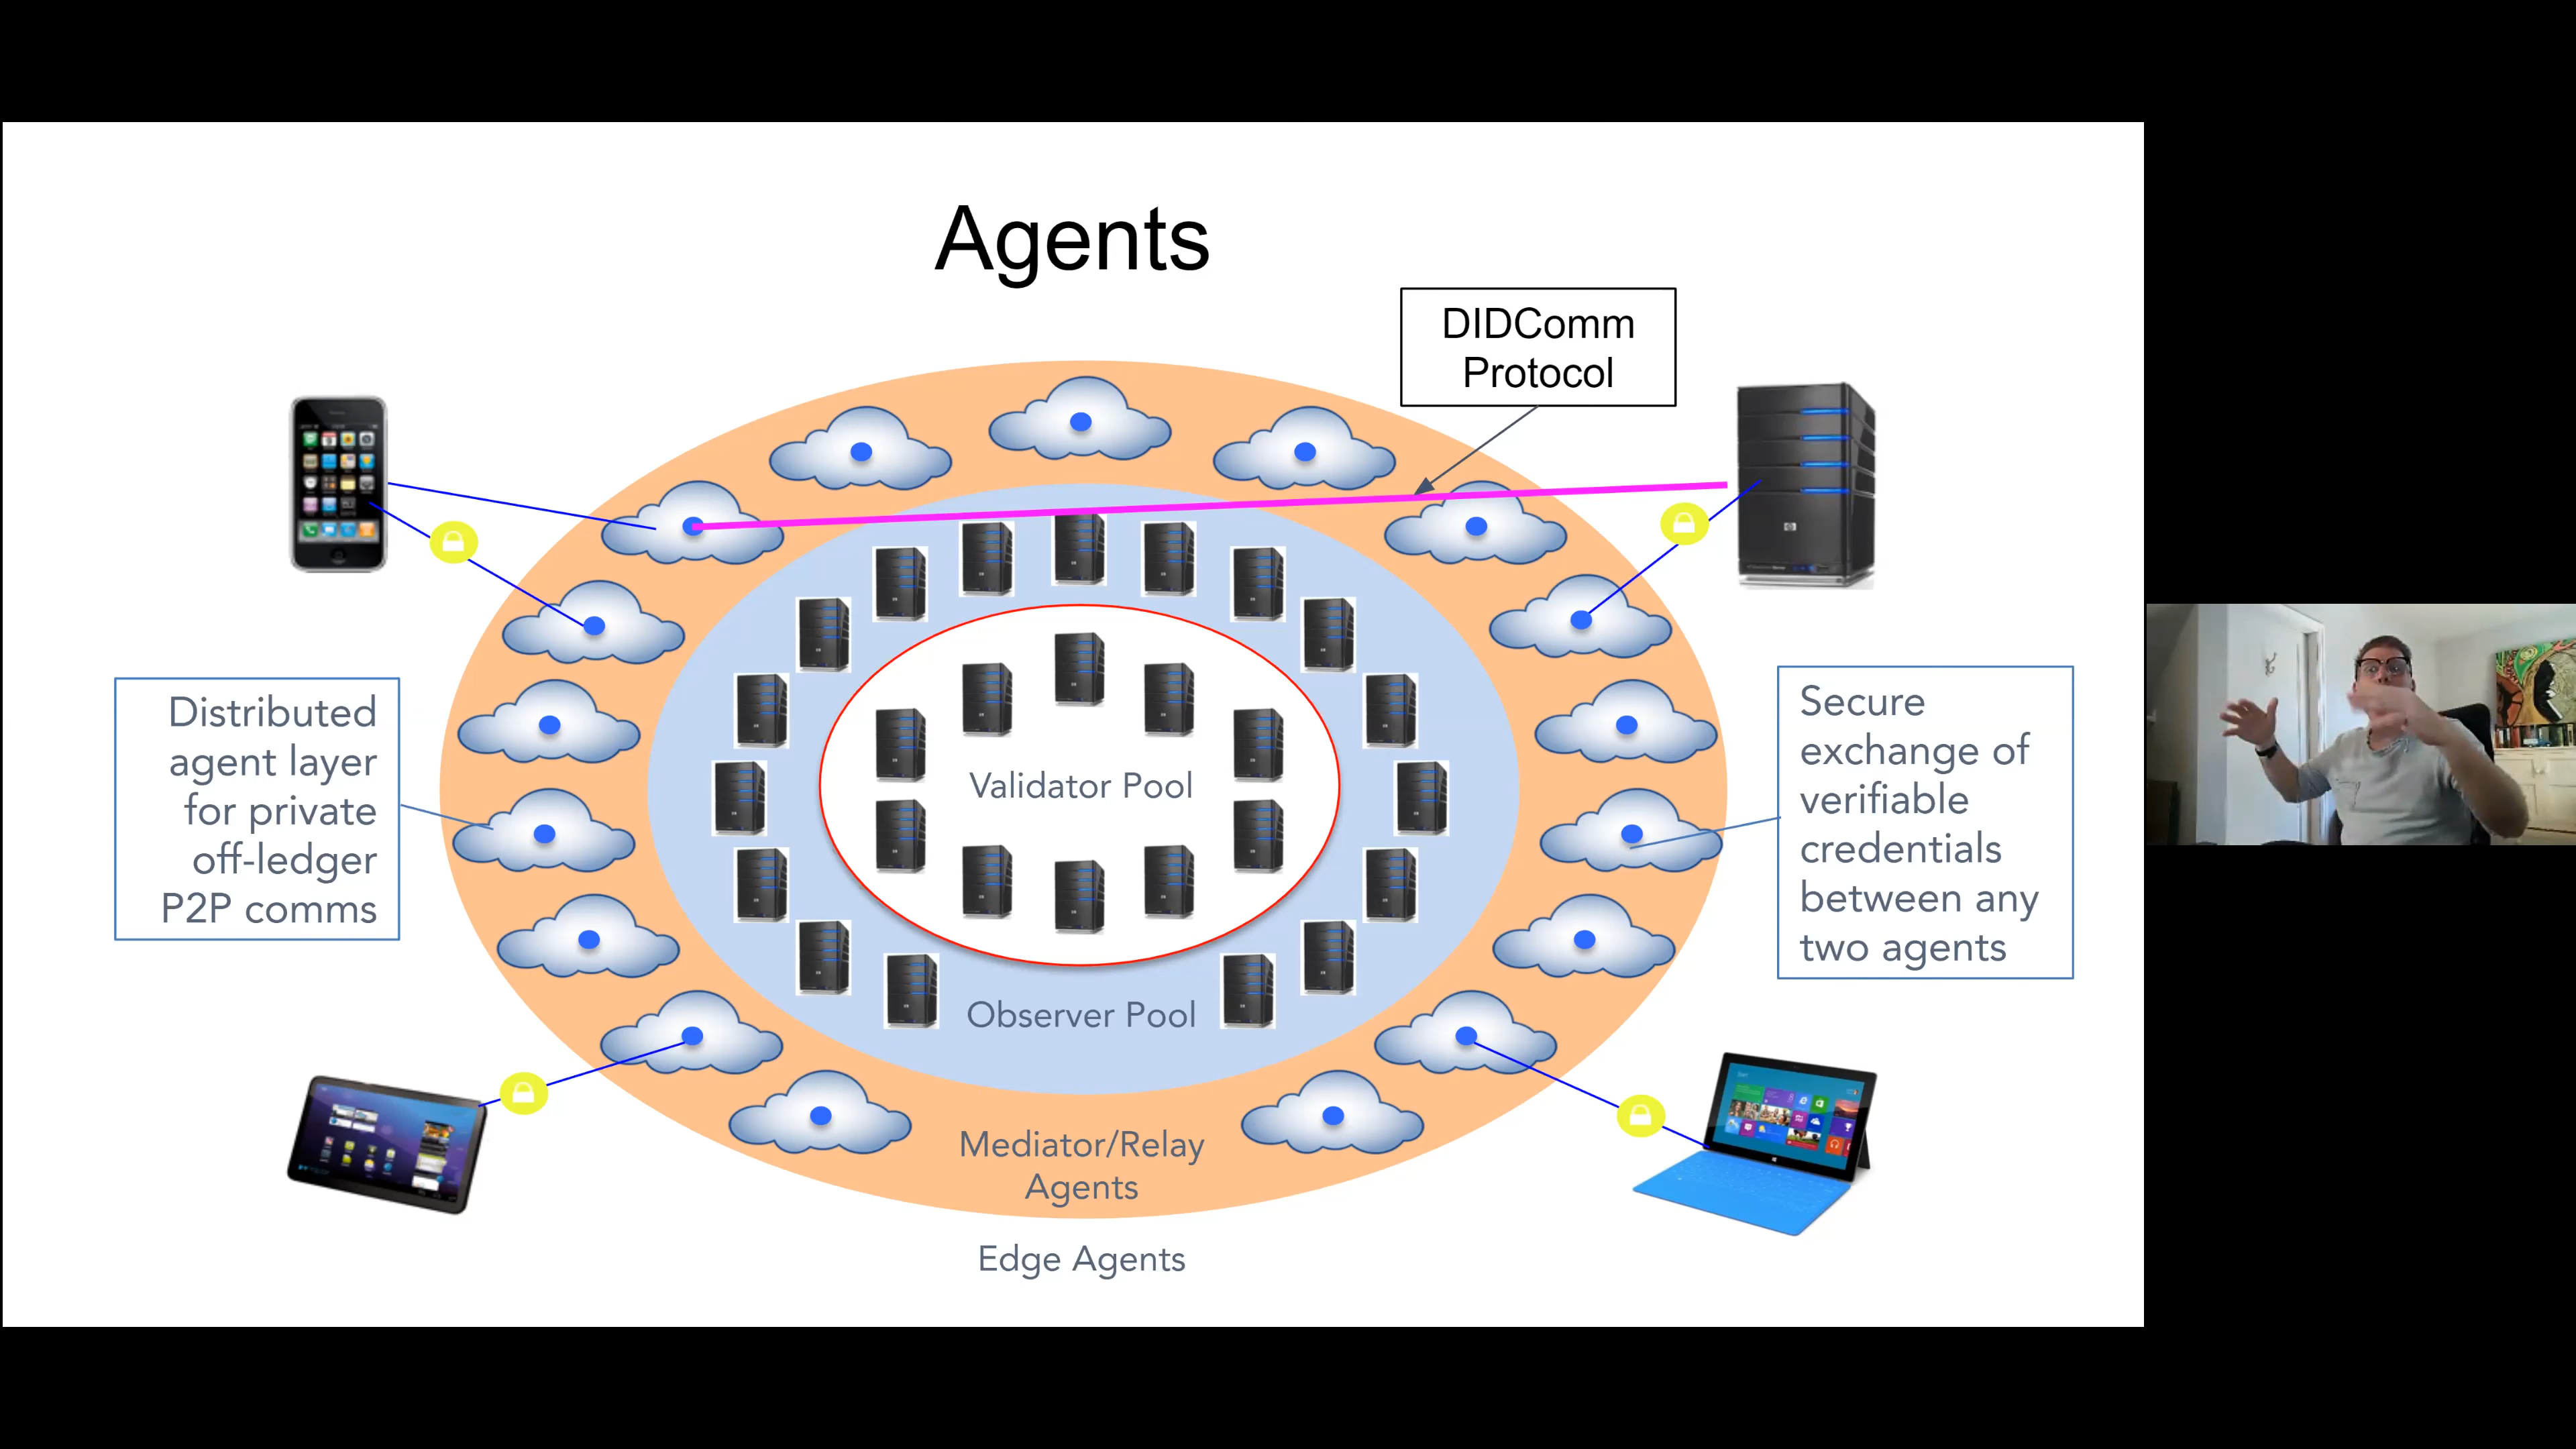 Agents
DIDComm
Protocol
Distributed
agent layer
for private
off-ledger
P2P comms
Secure
exchange of
verifiable
credentials
between any
two agents
Validator Pool
Observer Pool
Mediator/Relay
Agents
Edge Agents